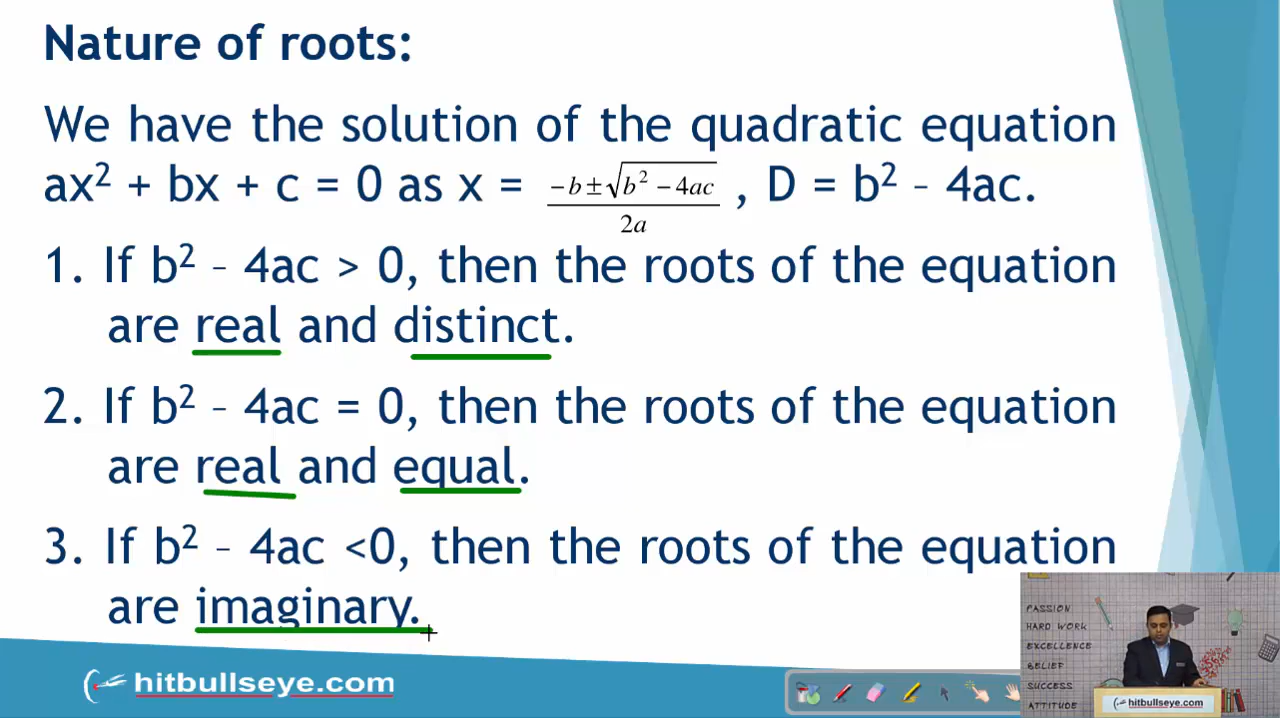 Nature of roots:
We have the solution of the quadratic equation
ax² + bx + c = 0 as x = \frac{-b ± \sqrt{b² - 4ac}}{2a} , D = b² – 4ac.
1. If b² – 4ac > 0, then the roots of the equation
are real and distinct.
2. If b² – 4ac = 0, then the roots of the equation
are real and equal.
3. If b² – 4ac <0, then the roots of the equation
are imaginary.
hitbullseye.com
PASSION
HARD WORK
EXCELLENCE
BELIEF
SUCCESS
ATTITUDE
hitbullseye.com